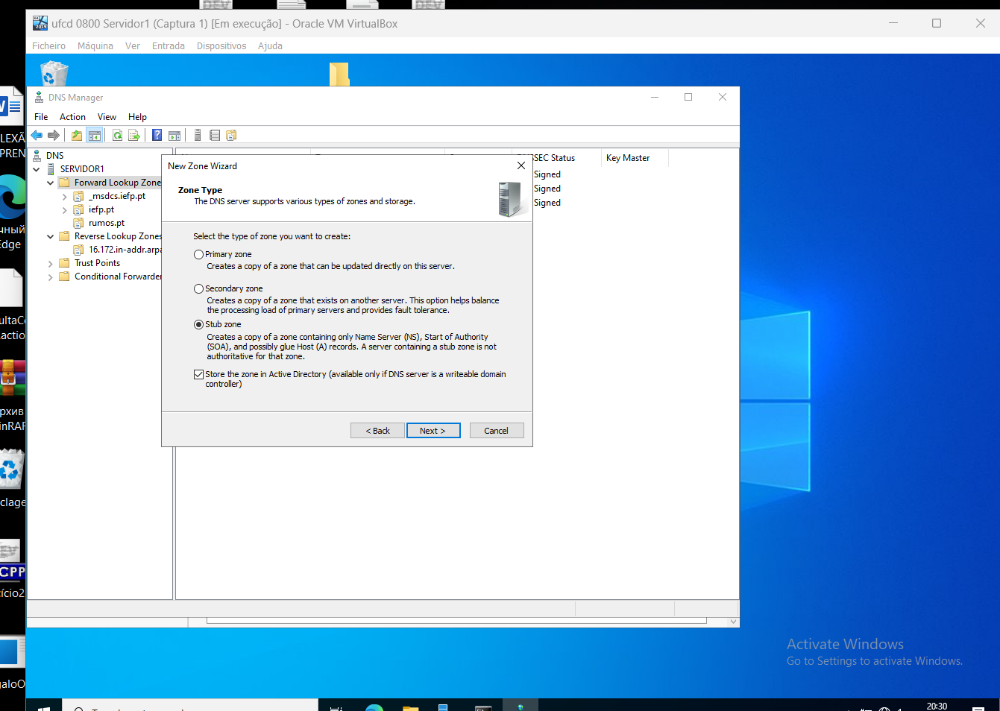 DEV
DEV
ufcd 0800 Servidor1 (Captura 1) [Em execução] - Oracle VM VirtualBox
Ficheiro Máquina Ver Entrada Dispositivos Ajuda
DNS Manager
File Action View Help
DNS
SERVIDOR1
Forward Lookup Zone
_msdcs.iefp.pt
iefp.pt
rumos.pt
Reverse Lookup Zones
16.172.in-addr.arpa
Trust Points
Conditional Forwarder
SEC Status Key Master
Signed
Signed
Signed
New Zone Wizard
Zone Type
The DNS server supports various types of zones and storage.
Select the type of zone you want to create:
Primary zone
Creates a copy of a zone that can be updated directly on this server.
Secondary zone
Creates a copy of a zone that exists on another server. This option helps balance
the processing load of primary servers and provides fault tolerance.
Stub zone
Creates a copy of a zone containing only Name Server (NS), Start of Authority
(SOA), and possibly glue Host (A) records. A server containing a stub zone is not
authoritative for that zone.
Store the zone in Active Directory (available only if DNS server is a writeable domain
controller)
< Back Next > Cancel
LEXÃ
PREN
чный
Edge
ultaCo
.actio
рхив
inRAR
clage
CPP
cício2
galoO
Activate Windows
Go to Settings to activate Windows.
20:30